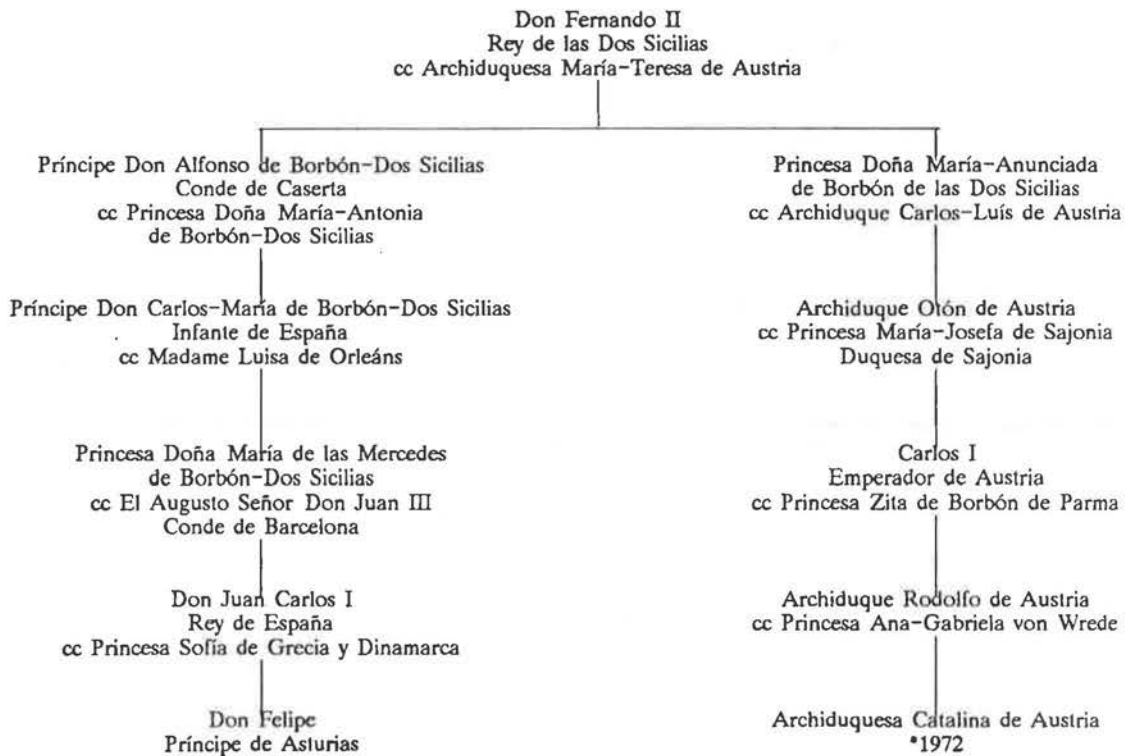 Don Fernando II
Rey de las Dos Sicilias
cc Archiduquesa María-Teresa de Austria
Príncipe Don Alfonso de Borbón-Dos Sicilias
Conde de Caserta
cc Princesa Doña María-Antonia
de Borbón-Dos Sicilias
Príncipe Don Carlos-María de Borbón-Dos Sicilias
Infante de España
cc Madame Luisa de Orleáns
Princesa Doña María de las Mercedes
de Borbón-Dos Sicilias
cc El Augusto Señor Don Juan III
Conde de Barcelona
Don Juan Carlos I
Rey de España
cc Princesa Sofía de Grecia y Dinamarca
Don Felipe
Príncipe de Asturias
Princesa Doña María-Anunciada
de Borbón de las Dos Sicilias
cc Archiduque Carlos-Luís de Austria
Archiduque Otón de Austria
cc Princesa María-Josefa de Sajonia
Duquesa de Sajonia
Carlos I
Emperador de Austria
cc Princesa Zita de Borbón de Parma
Archiduque Rodolfo de Austria
cc Princesa Ana-Gabriela von Wrede
Archiduquesa Catalina de Austria
*1972